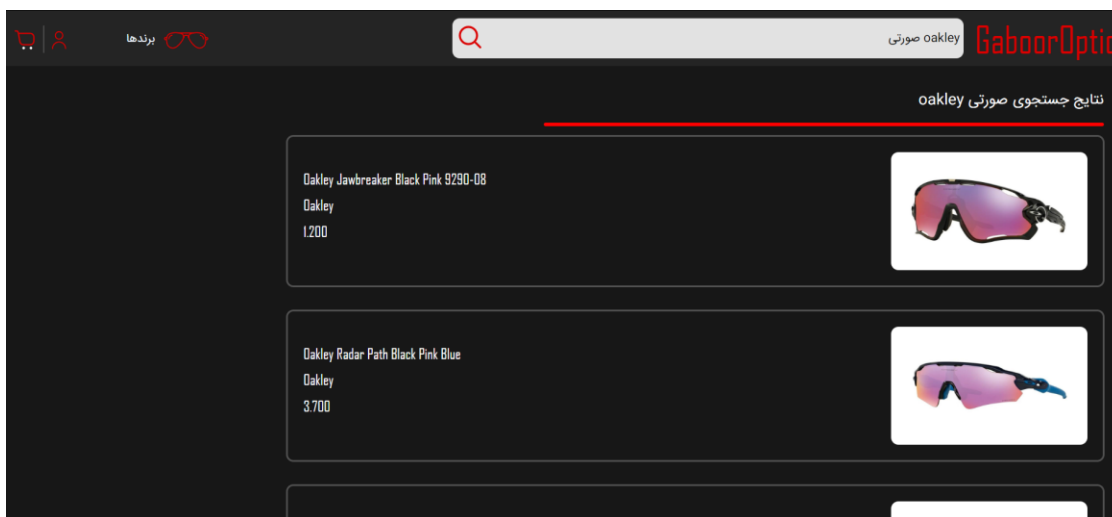 GaboorOptic
oakley صورتی
برندها
نتایج جستجوی صورتی oakley
Oakley Jawbreaker Black Pink 9290-08
Oakley
1.200
Oakley Radar Path Black Pink Blue
Oakley
3.700